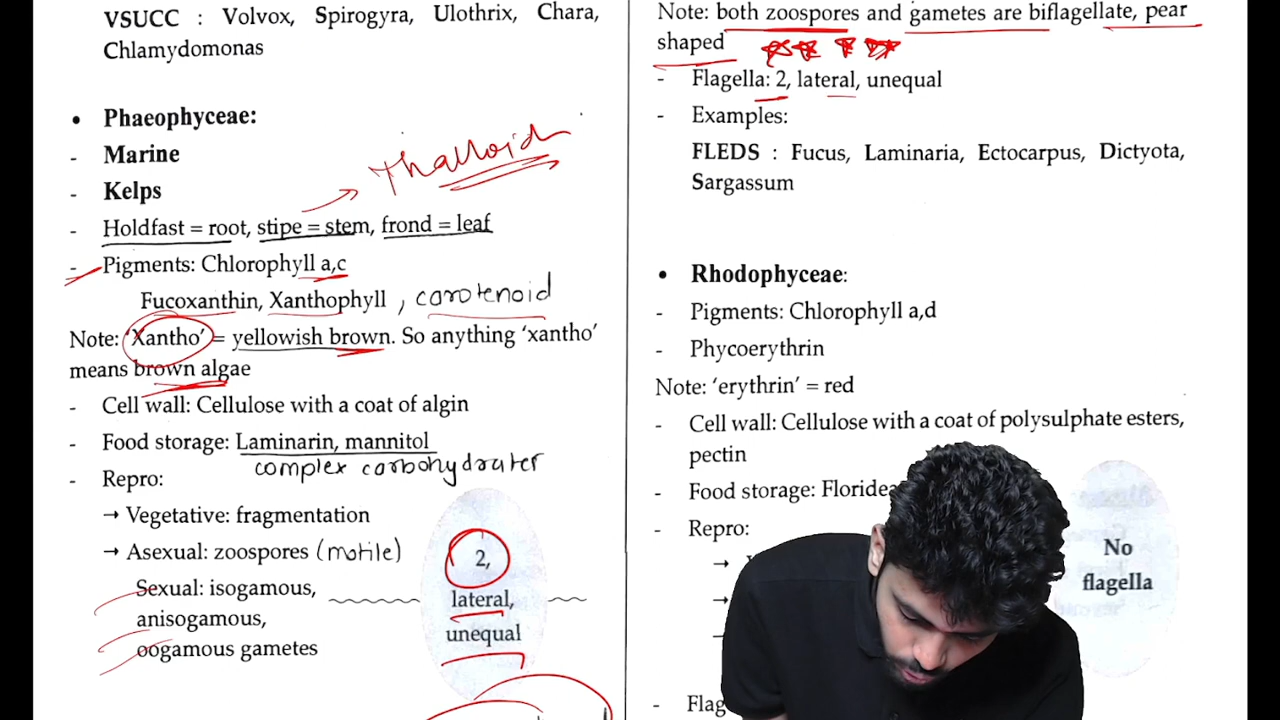 VSUCC : Volvox, Spirogyra, Ulothrix, Chara,
Chlamydomonas
• Phaeophyceae:
- Marine
- Kelps
Thalloid
- Holdfast = root, stipe = stem, frond = leaf
- Pigments: Chlorophyll a,c
Fucoxanthin, Xanthophyll , carotenoid
Note: 'Xantho' = yellowish brown. So anything 'xantho'
means brown algae
- Cell wall: Cellulose with a coat of algin
- Food storage: Laminarin, mannitol
complex carbohydrates
- Repro:
→ Vegetative: fragmentation
→ Asexual: zoospores (motile)
Sexual: isogamous,
anisogamous,
oogamous gametes
2,
lateral,
unequal
Note: both zoospores and gametes are biflagellate, pear
shaped
- Flagella: 2, lateral, unequal
- Examples:
FLEDS : Fucus, Laminaria, Ectocarpus, Dictyota,
Sargassum
• Rhodophyceae:
- Pigments: Chlorophyll a,d
- Phycoerythrin
Note: 'erythrin' = red
- Cell wall: Cellulose with a coat of polysulphate esters,
pectin
- Food storage:
- Repro:
→
→
No
flagella
-